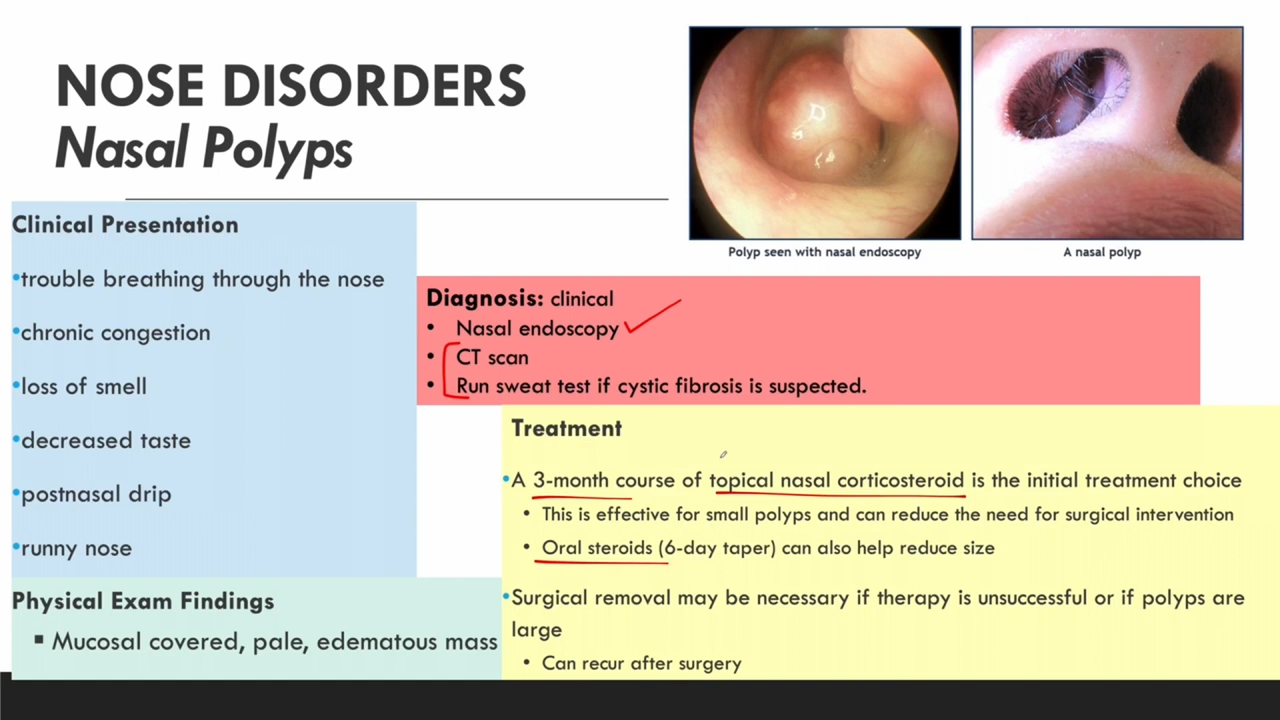 NOSE DISORDERS
Nasal Polyps
Polyp seen with nasal endoscopy
A nasal polyp
Clinical Presentation
•trouble breathing through the nose
•chronic congestion
•loss of smell
•decreased taste
•postnasal drip
•runny nose
Physical Exam Findings
▪ Mucosal covered, pale, edematous mass
Diagnosis: clinical
• Nasal endoscopy
• CT scan
• Run sweat test if cystic fibrosis is suspected.
Treatment
•A 3-month course of topical nasal corticosteroid is the initial treatment choice
• This is effective for small polyps and can reduce the need for surgical intervention
• Oral steroids (6-day taper) can also help reduce size
•Surgical removal may be necessary if therapy is unsuccessful or if polyps are
large
• Can recur after surgery